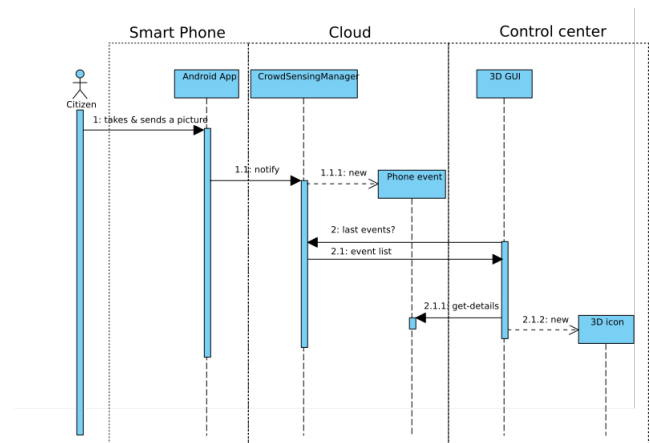 Smart Phone
Cloud
Control center
Android App
CrowdSensingManager
3D GUI
Citizen
1: takes & sends a picture
1.1: notify
1.1.1: new
Phone event
2: last events?
2.1: event list
2.1.1: get-details
2.1.2: new
3D icon